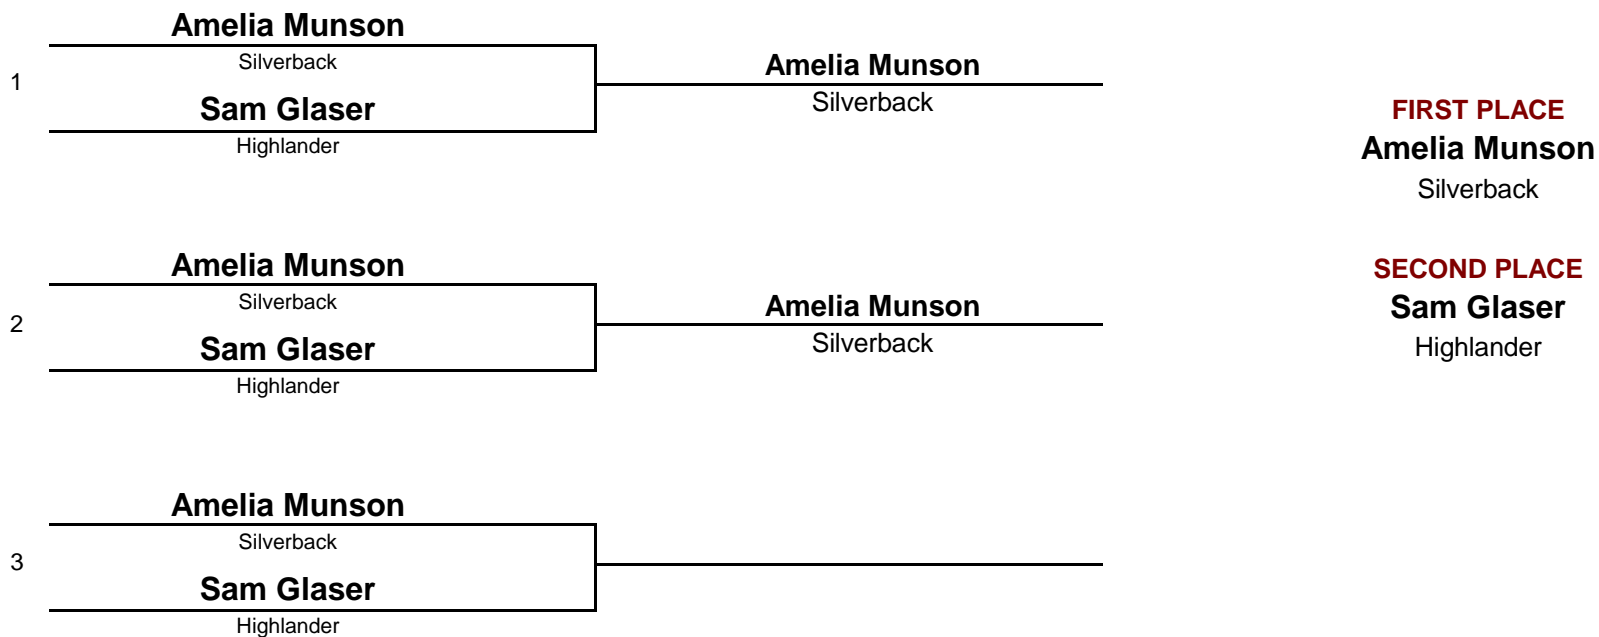 Amelia Munson
Silverback
1
Sam Glaser
Highlander
Amelia Munson
Silverback
FIRST PLACE
Amelia Munson
Silverback
Amelia Munson
Silverback
2
Sam Glaser
Highlander
Amelia Munson
Silverback
SECOND PLACE
Sam Glaser
Highlander
Amelia Munson
Silverback
3
Sam Glaser
Highlander